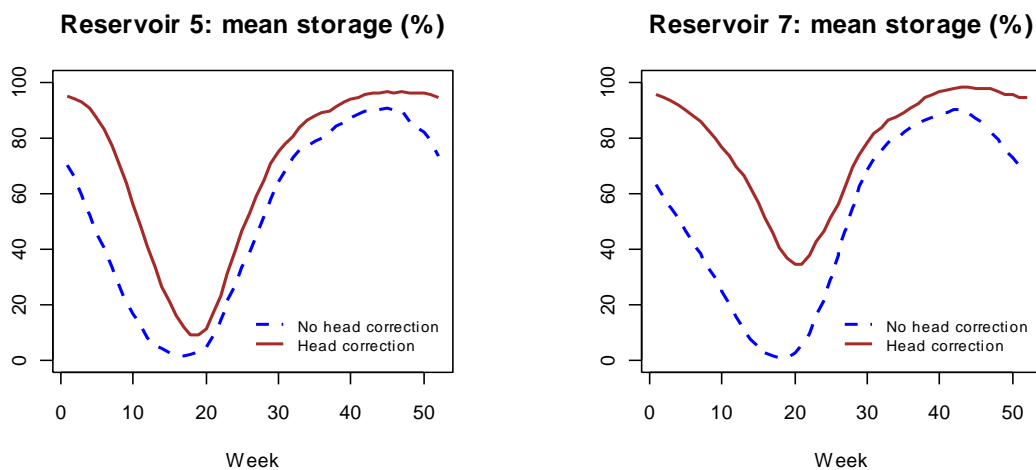 Reservoir 5: mean storage (%)
100
80
60
40
20
0
No head correction
Head correction
0 10 20 30 40 50
Week
Reservoir 7: mean storage (%)
100
80
60
40
20
0
No head correction
Head correction
0 10 20 30 40 50
Week